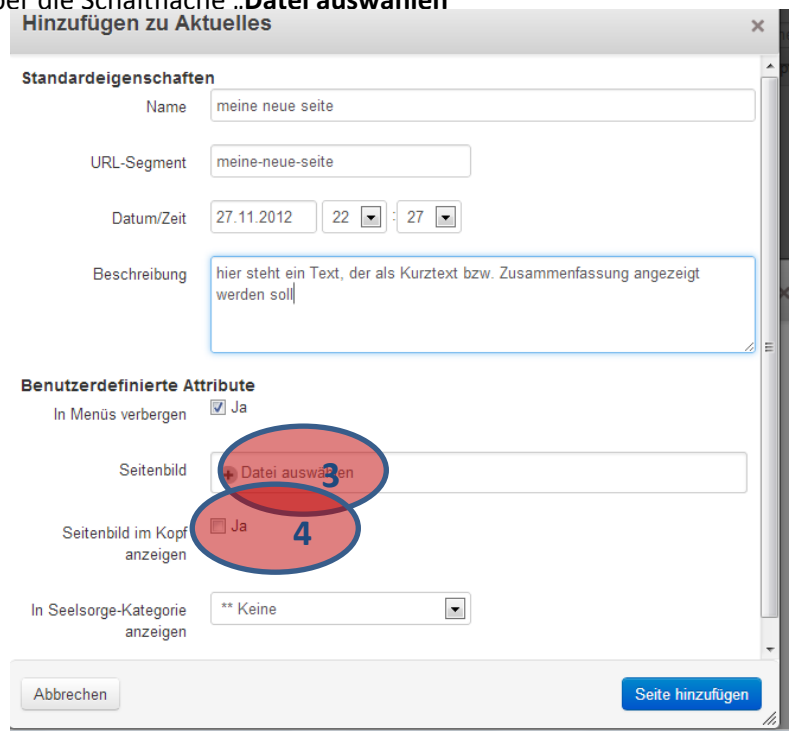 er die Schaltfläche „Datei auswählen
Hinzufügen zu Aktuelles ×
Standardeigenschaften
Name meine neue seite
URL-Segment meine-neue-seite
Datum/Zeit 27.11.2012 22 : 27
Beschreibung hier steht ein Text, der als Kurztext bzw. Zusammenfassung angezeigt
werden soll
Benutzerdefinierte Attribute
In Menüs verbergen Ja
Seitenbild Datei auswählen
3
Seitenbild im Kopf Ja
anzeigen
4
In Seelsorge-Kategorie ** Keine
anzeigen
Abbrechen Seite hinzufügen